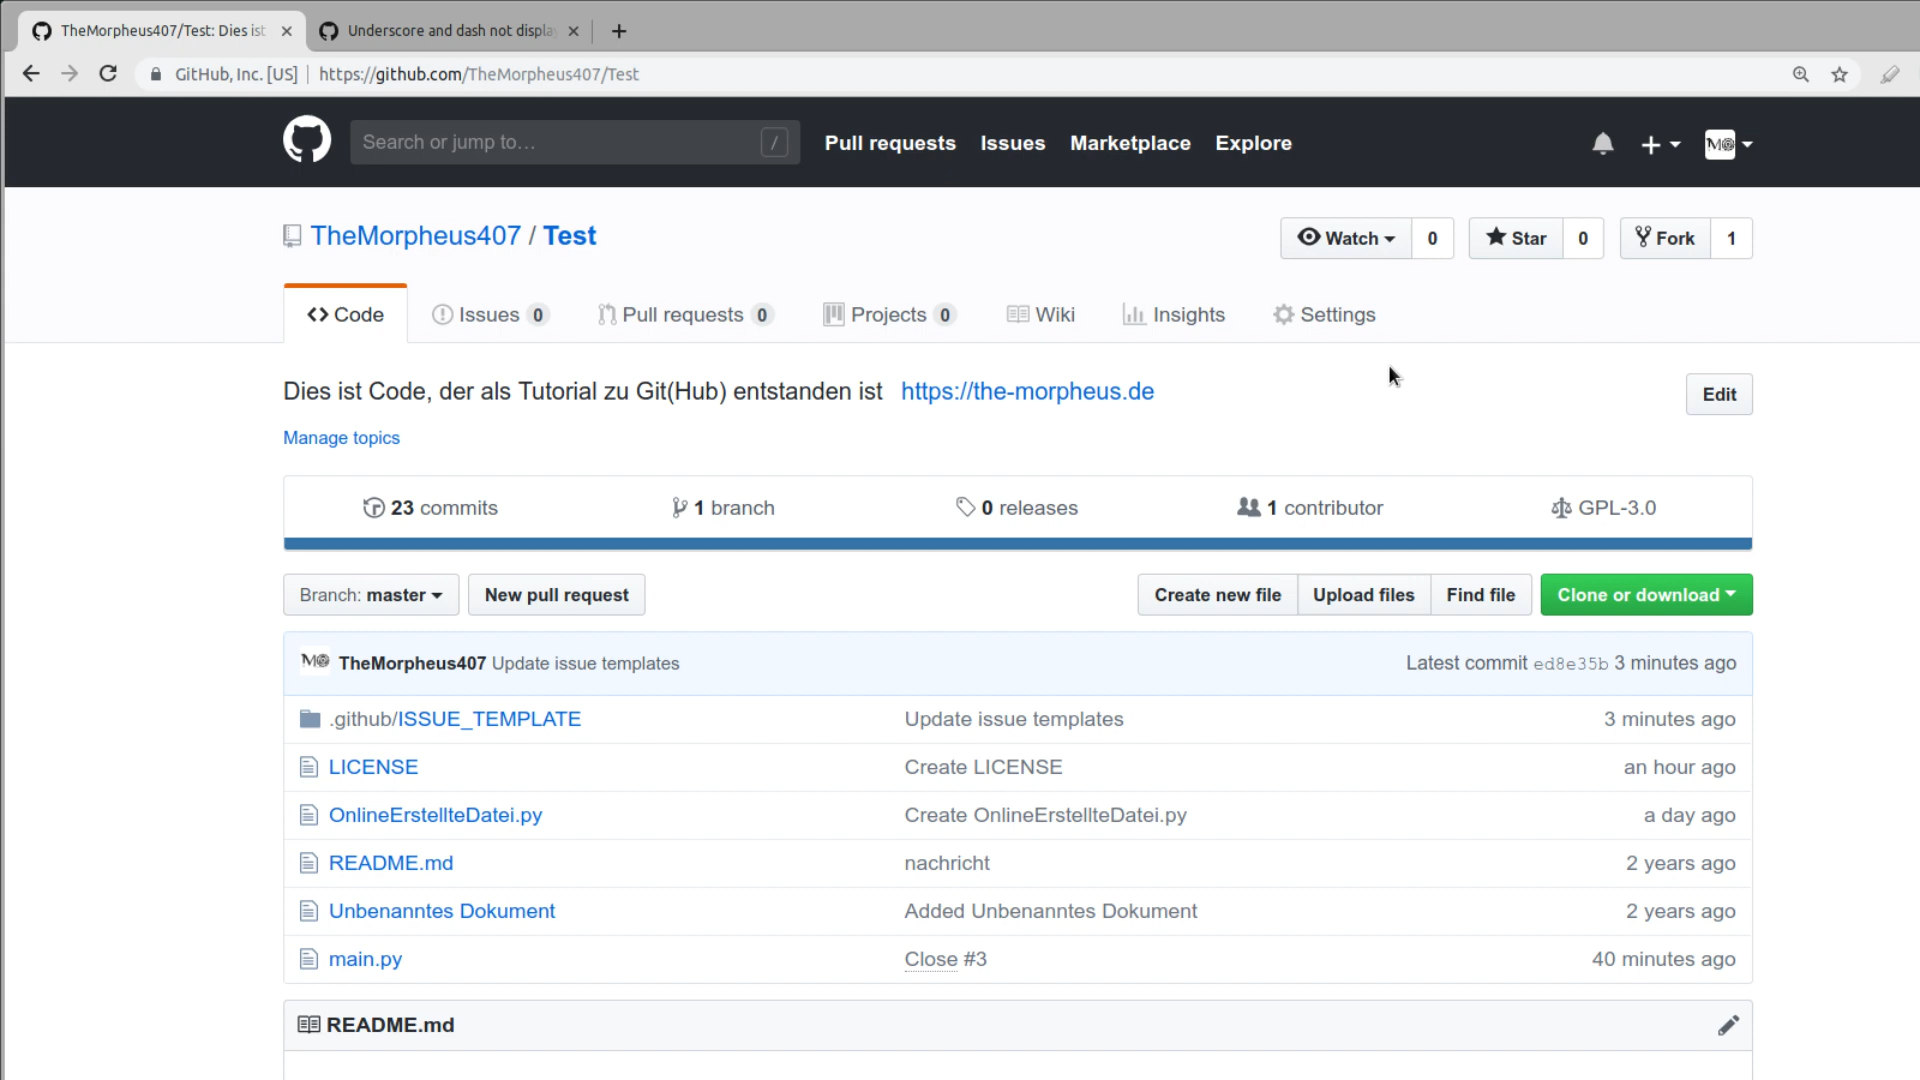 TheMorpheus407/Test: Dies ist
Underscore and dash not displa
GitHub, Inc. [US] https://github.com/TheMorpheus407/Test
Search or jump to… / Pull requests Issues Marketplace Explore
TheMorpheus407 / Test
Watch 0 Star 0 Fork 1
Code Issues 0 Pull requests 0 Projects 0 Wiki Insights Settings
Dies ist Code, der als Tutorial zu Git(Hub) entstanden ist https://the-morpheus.de Edit
Manage topics
23 commits 1 branch 0 releases 1 contributor GPL-3.0
Branch: master New pull request Create new file Upload files Find file Clone or download
TheMorpheus407 Update issue templates Latest commit ed8e35b 3 minutes ago
.github/ISSUE_TEMPLATE Update issue templates 3 minutes ago
LICENSE Create LICENSE an hour ago
OnlineErstellteDatei.py Create OnlineErstellteDatei.py a day ago
README.md nachricht 2 years ago
Unbenanntes Dokument Added Unbenanntes Dokument 2 years ago
main.py Close #3 40 minutes ago
README.md